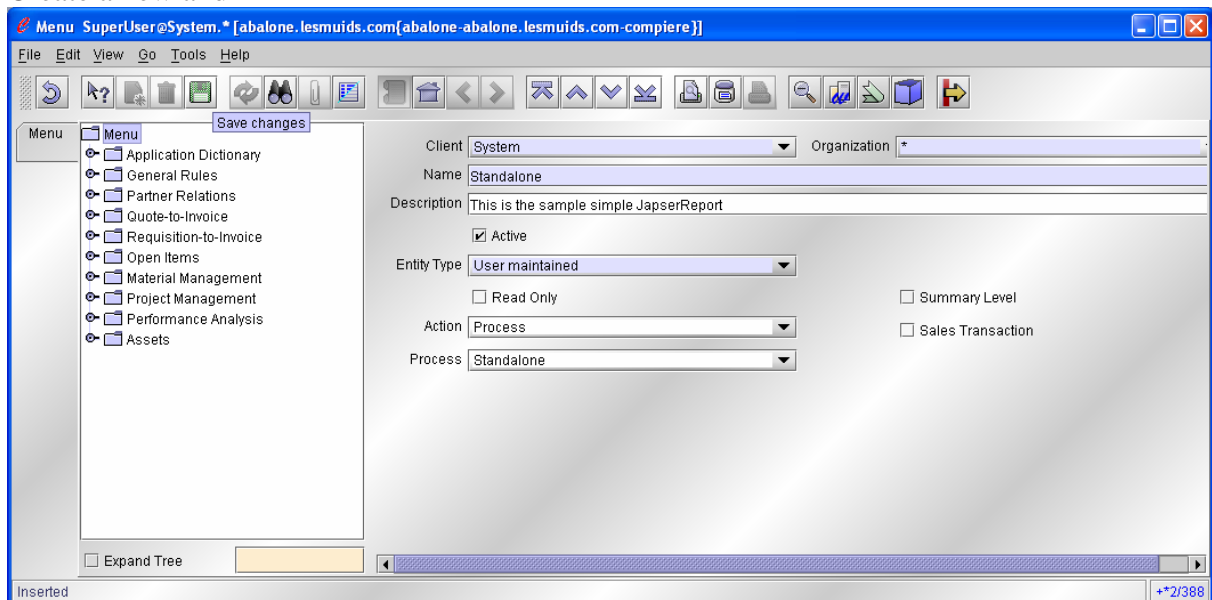 Menu SuperUser@System.* [abalone.lesmuids.com{abalone-abalone.lesmuids.com-compiere}]
File Edit View Go Tools Help
Save changes
Menu
Menu
Application Dictionary
General Rules
Partner Relations
Quote-to-Invoice
Requisition-to-Invoice
Open Items
Material Management
Project Management
Performance Analysis
Assets
Expand Tree
Client System Organization *
Name Standalone
Description This is the sample simple JapserReport
Active
Entity Type User maintained
Read Only Summary Level
Action Process Sales Transaction
Process Standalone
Inserted +*2/388